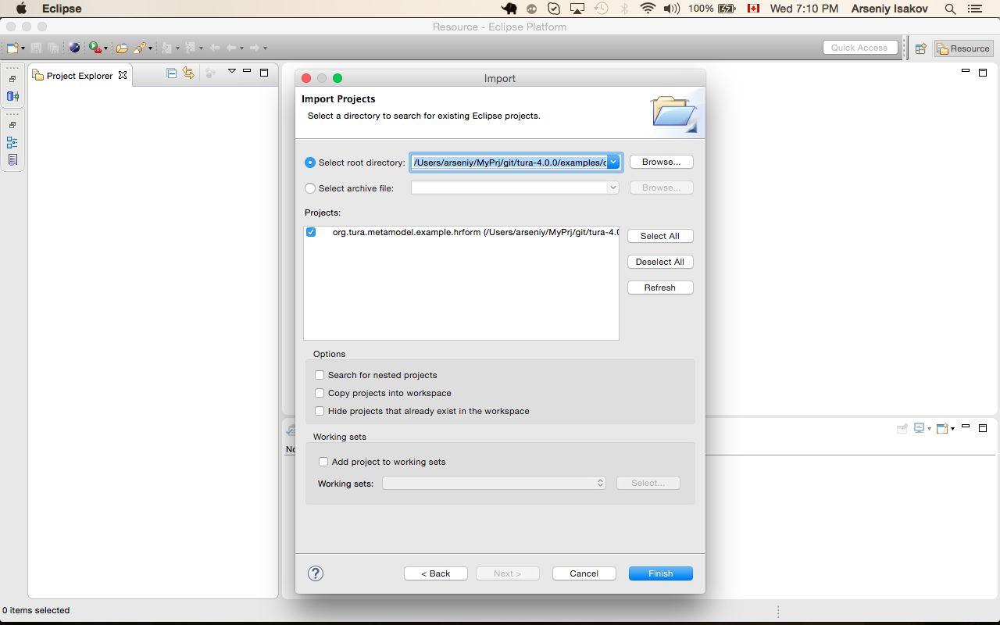 Eclipse 100% Wed 7:10 PM Arseniy Isakov
Resource - Eclipse Platform
Quick Access Resource
Project Explorer
Import
Import Projects
Select a directory to search for existing Eclipse projects.
Select root directory: /Users/arseniy/MyPrj/git/tura-4.0.0/examples/ Browse...
Select archive file: Browse...
Projects:
org.tura.metamodel.example.hrform (/Users/arseniy/MyPrj/git/tura-4.0
Select All
Deselect All
Refresh
Options
Search for nested projects
Copy projects into workspace
Hide projects that already exist in the workspace
Working sets
No
Add project to working sets
Working sets: Select...
? < Back Next > Cancel Finish
0 items selected